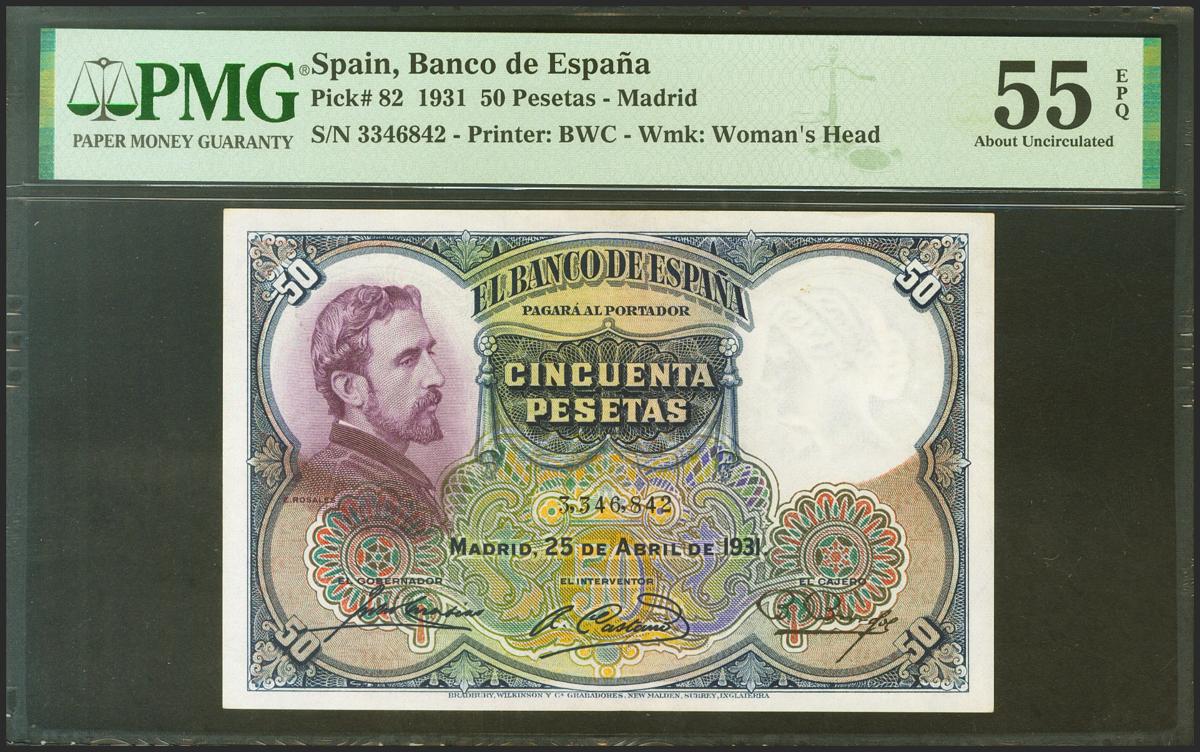 PMG®
PAPER MONEY GUARANTY
Spain, Banco de España
Pick# 82 1931 50 Pesetas - Madrid
S/N 3346842 - Printer: BWC - Wmk: Woman's Head
55
EPQ
About Uncirculated
50
50
EL BANCO DE ESPAÑA
PAGARÁ AL PORTADOR
CINCUENTA
PESETAS
E. ROSALES
3,346,842
50
MADRID, 25 DE ABRIL DE 1931.
EL GOBERNADOR
EL INTERVENTOR
EL CAJERO
50
50
BRADBURY, WILKINSON Y Cª GRABADORES, NEW MALDEN, SURREY, INGLATERRA